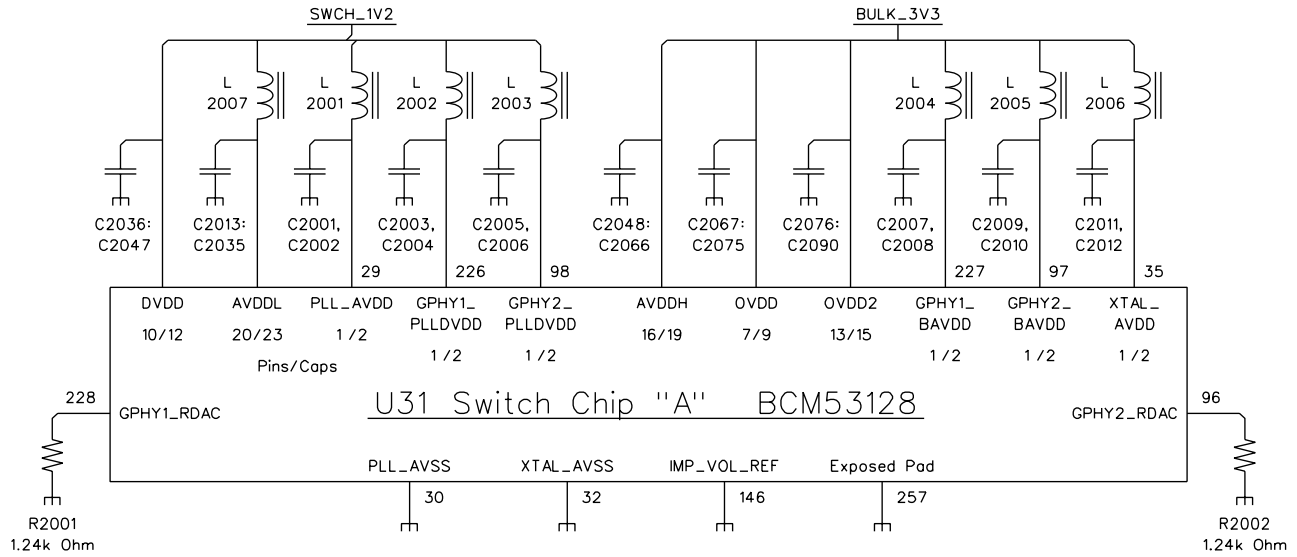 SWCH_1V2
BULK_3V3
L 2007
L 2001
L 2002
L 2003
L 2004
L 2005
L 2006
C2036: C2047
C2013: C2035
C2001, C2002
C2003, C2004
C2005, C2006
C2048: C2066
C2067: C2075
C2076: C2090
C2007, C2008
C2009, C2010
C2011, C2012
29
226
98
227
97
35
DVDD 10/12
AVDDL 20/23
PLL_AVDD 1/2
GPHY1_ PLLDVDD 1/2
GPHY2_ PLLDVDD 1/2
AVDDH 16/19
OVDD 7/9
OVDD2 13/15
GPHY1_ BAVDD 1/2
GPHY2_ BAVDD 1/2
XTAL_ AVDD 1/2
Pins/Caps
228
GPHY1_RDAC
U31 Switch Chip "A" BCM53128
GPHY2_RDAC
96
PLL_AVSS
XTAL_AVSS
IMP_VOL_REF
Exposed Pad
30
32
146
257
R2001
1.24k Ohm
R2002
1.24k Ohm